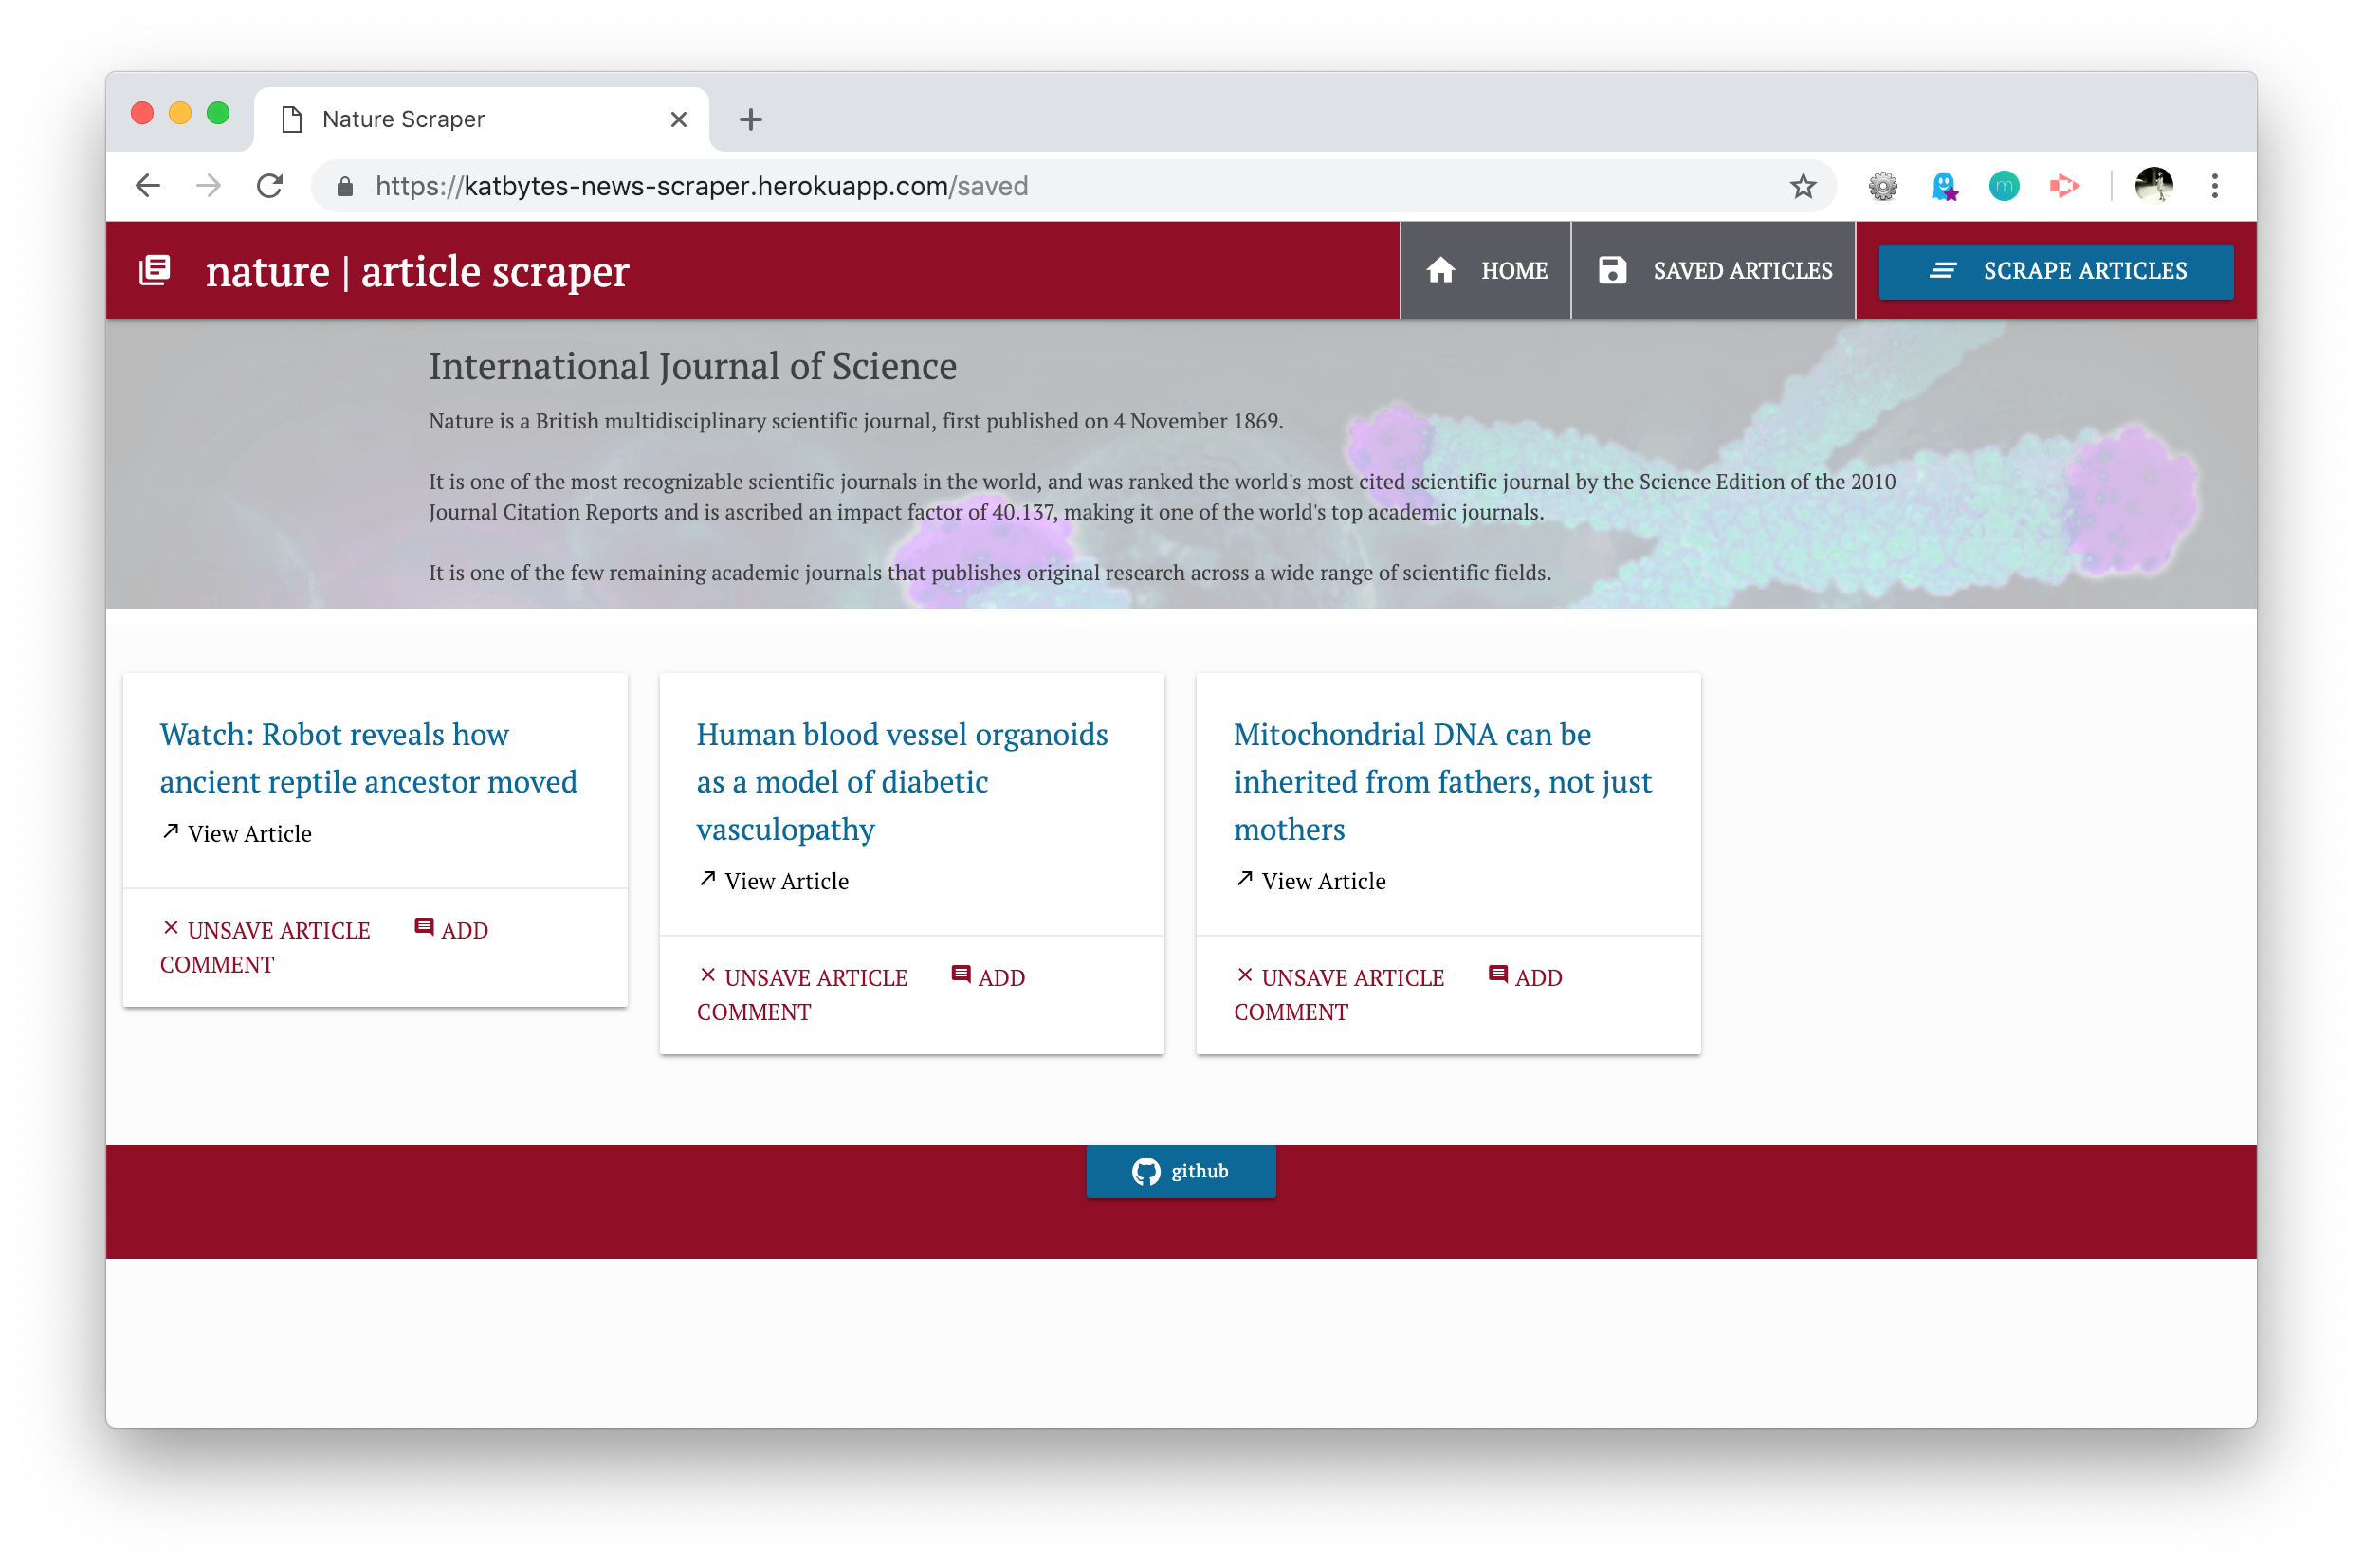 Nature Scraper
https://katbytes-news-scraper.herokuapp.com/saved
m
nature | article scraper
HOME
SAVED ARTICLES
SCRAPE ARTICLES
International Journal of Science
Nature is a British multidisciplinary scientific journal, first published on 4 November 1869.
It is one of the most recognizable scientific journals in the world, and was ranked the world's most cited scientific journal by the Science Edition of the 2010
Journal Citation Reports and is ascribed an impact factor of 40.137, making it one of the world's top academic journals.
It is one of the few remaining academic journals that publishes original research across a wide range of scientific fields.
Watch: Robot reveals how
ancient reptile ancestor moved
View Article
UNSAVE ARTICLE ADD
COMMENT
Human blood vessel organoids
as a model of diabetic
vasculopathy
View Article
UNSAVE ARTICLE ADD
COMMENT
Mitochondrial DNA can be
inherited from fathers, not just
mothers
View Article
UNSAVE ARTICLE ADD
COMMENT
github